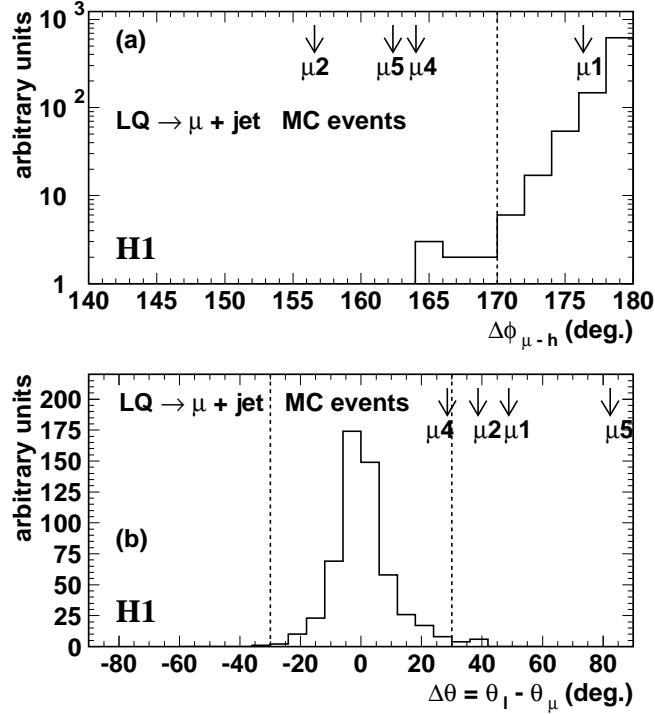 arbitrary units
10³
10²
10
1
(a)
μ2 μ5 μ4 μ1
LQ → μ + jet MC events
H1
140 145 150 155 160 165 170 175 180
Δϕ μ - h (deg.)
arbitrary units
200
175
150
125
100
75
50
25
0
LQ → μ + jet MC events
μ4 μ2 μ1 μ5
(b)
H1
-80 -60 -40 -20 0 20 40 60 80
Δθ = θ l - θ μ (deg.)